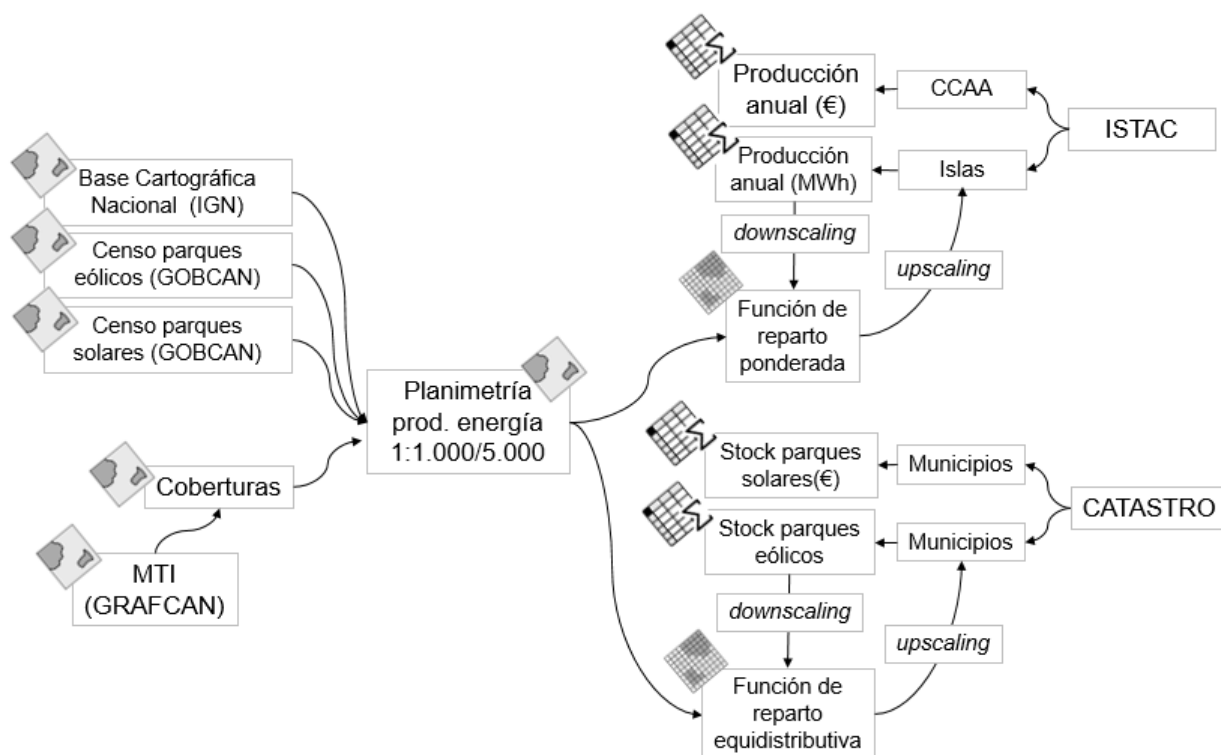 Base Cartográfica
Nacional (IGN)
Censo parques
eólicos (GOBCAN)
Censo parques
solares (GOBCAN)
Coberturas
MTI
(GRAFCAN)
Planimetría
prod. energía
1:1.000/5.000
Producción
anual (€)
CCAA
ISTAC
Producción
anual (MWh)
Islas
downscaling
upscaling
Función de
reparto
ponderada
Stock parques
solares(€)
Municipios
CATASTRO
Stock parques
eólicos
Municipios
downscaling
upscaling
Función de
reparto
equidistributiva